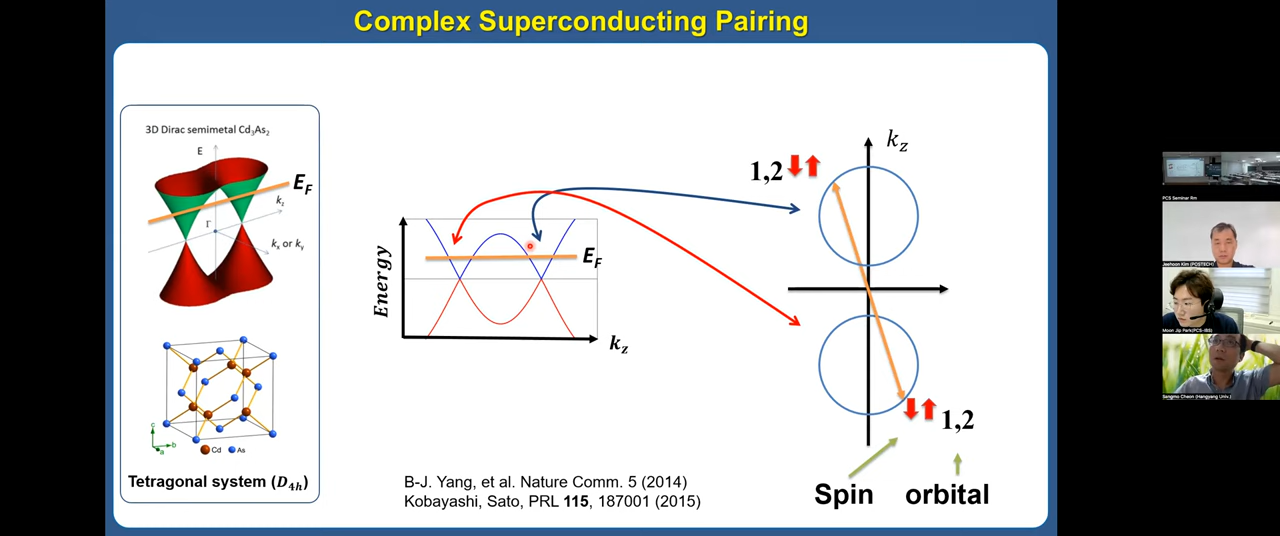 Complex Superconducting Pairing
3D Dirac semimetal Cd₃As₂
E
E_F
k_z
Γ
k_x or k_y
c
b
a
Cd
As
Tetragonal system (D₄ₕ)
Energy
E_F
k_z
B-J. Yang, et al. Nature Comm. 5 (2014)
Kobayashi, Sato, PRL 115, 187001 (2015)
k_z
1,2
1,2
Spin
orbital
PCS Seminar Rm
Jeehoon Kim (POSTECH)
Moon Jip Park(PCS-IBS)
Sangmo Cheon (Hangyang Univ.)